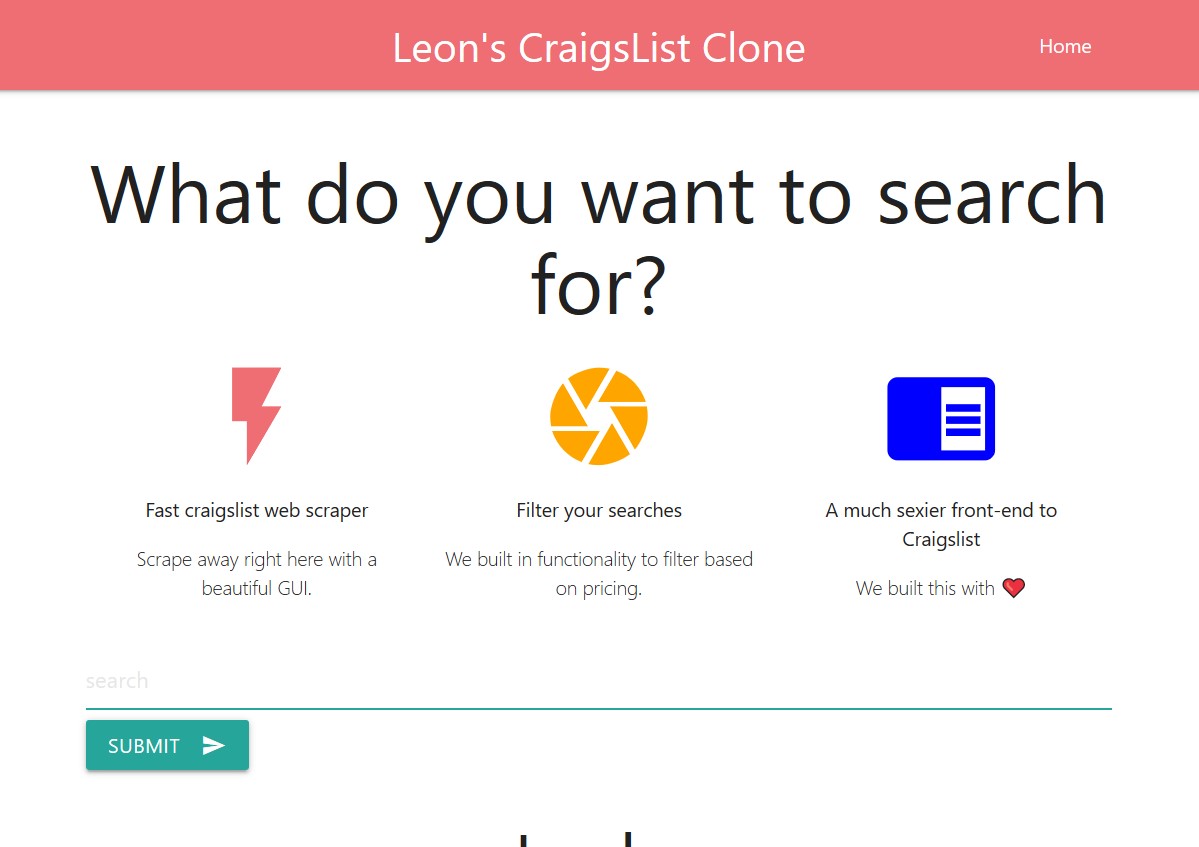 Leon's CraigsList Clone
Home
What do you want to search
for?
Fast craigslist web scraper
Scrape away right here with a
beautiful GUI.
Filter your searches
We built in functionality to filter based
on pricing.
A much sexier front-end to
Craigslist
We built this with ❤️
search
SUBMIT